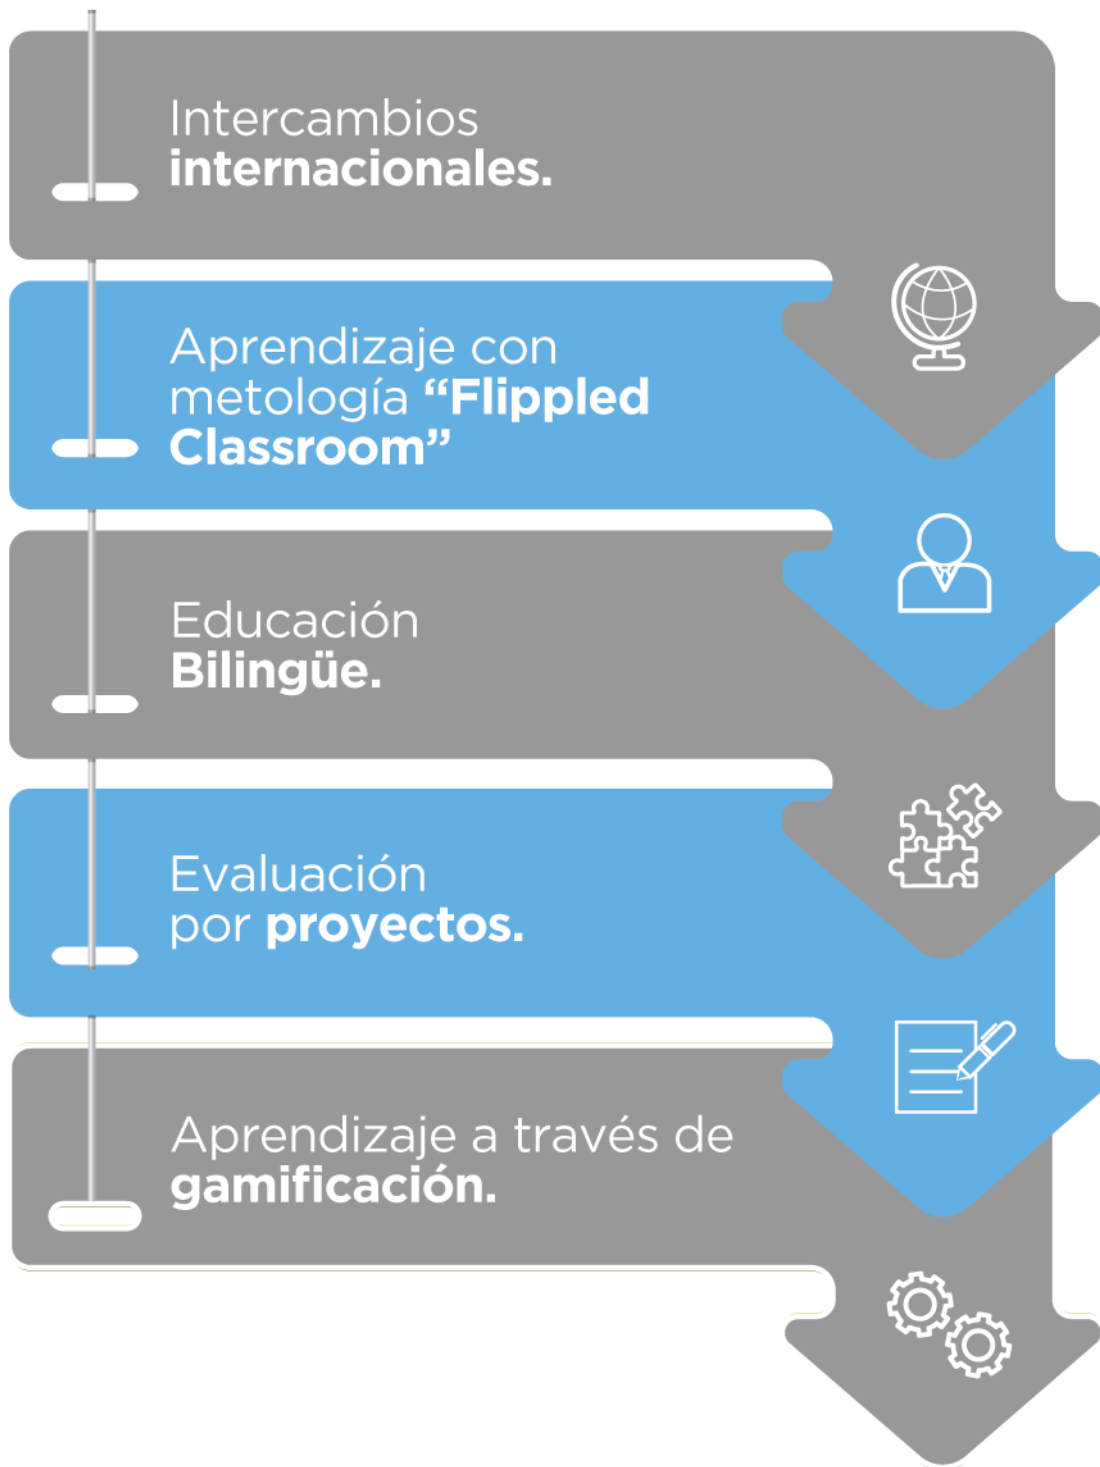 Intercambios
internacionales.
Aprendizaje con
metología “Flippled
Classroom”
Educación
Bilingüe.
Evaluación
por proyectos.
Aprendizaje a través de
gamificación.